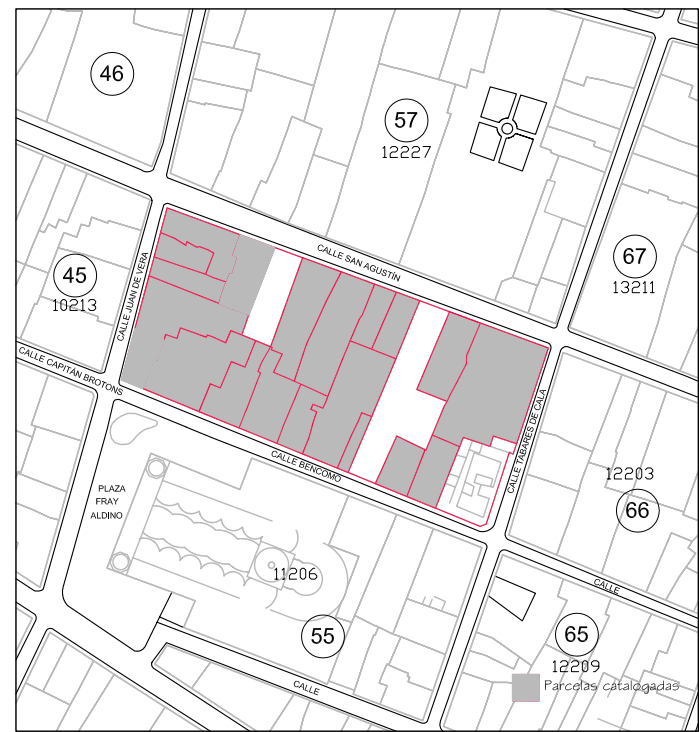 46
57
12227
CALLE SAN AGUSTÍN
67
13211
45
10213
CALLE JUAN DE VERA
CALLE CAPITÁN BROTONS
CALLE TABARES DE CALA
CALLE BENCOMO
PLAZA
FRAY
ALDINO
12203
66
11206
CALLE
55
65
12209
CALLE
Parcelas catalogadas